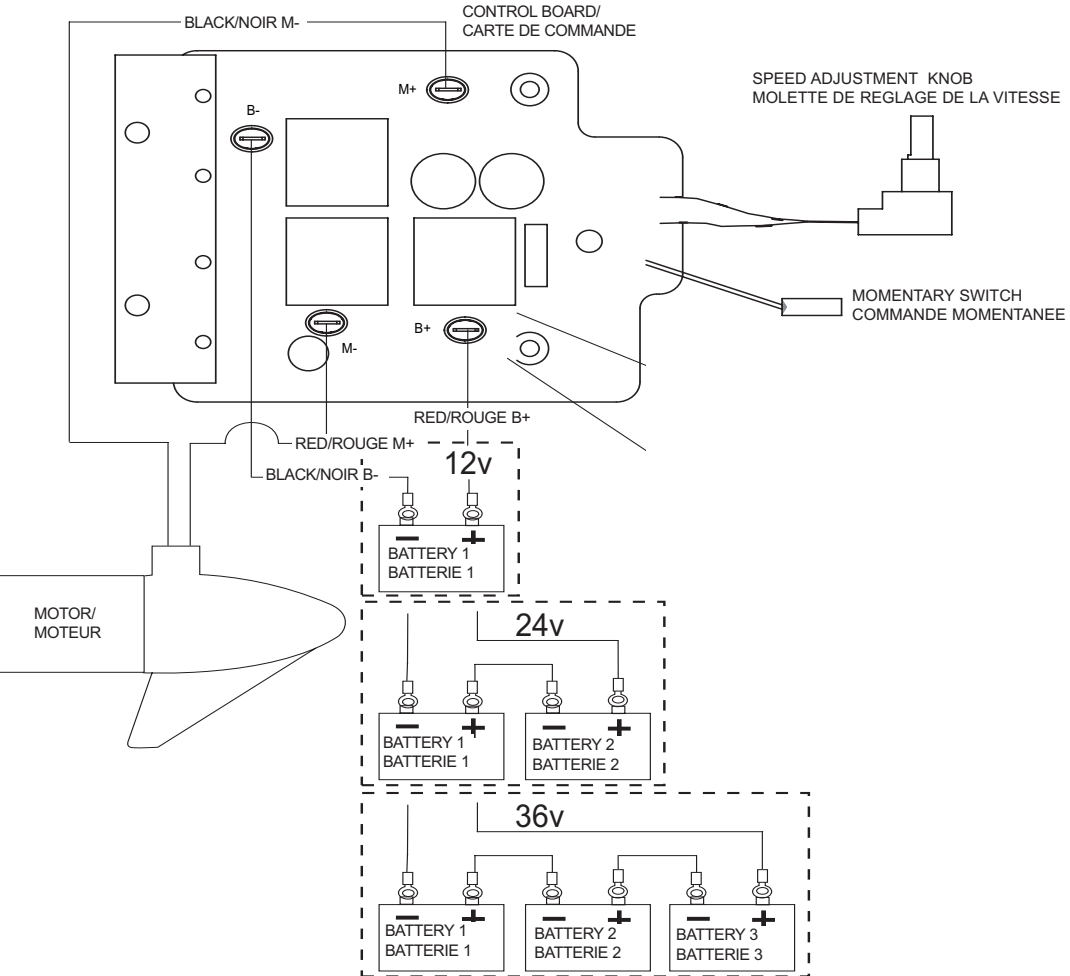 BLACK/NOIR M-
CONTROL BOARD/
CARTE DE COMMANDE
SPEED ADJUSTMENT KNOB
MOLETTE DE REGLAGE DE LA VITESSE
M+
B-
MOMENTARY SWITCH
COMMANDE MOMENTANEE
M-
B+
RED/ROUGE B+
RED/ROUGE M+
12v
BLACK/NOIR B-
BATTERY 1
BATTERIE 1
MOTOR/
MOTEUR
24v
BATTERY 1
BATTERIE 1
BATTERY 2
BATTERIE 2
36v
BATTERY 1
BATTERIE 1
BATTERY 2
BATTERIE 2
BATTERY 3
BATTERIE 3